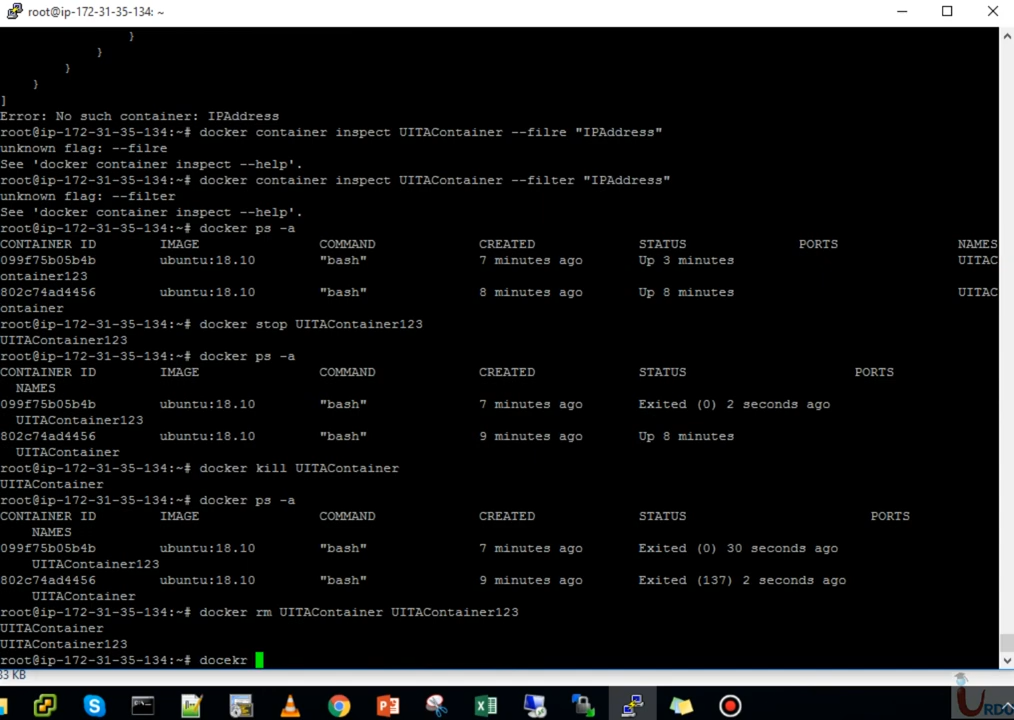 root@ip-172-31-35-134: ~
}
}
}
}
]
Error: No such container: IPAddress
root@ip-172-31-35-134:~# docker container inspect UITAContainer --filre "IPAddress"
unknown flag: --filre
See 'docker container inspect --help'.
root@ip-172-31-35-134:~# docker container inspect UITAContainer --filter "IPAddress"
unknown flag: --filter
See 'docker container inspect --help'.
root@ip-172-31-35-134:~# docker ps -a
CONTAINER ID IMAGE COMMAND CREATED STATUS PORTS NAMES
099f75b05b4b ubuntu:18.10 "bash" 7 minutes ago Up 3 minutes UITAC
ontainer123
802c74ad4456 ubuntu:18.10 "bash" 8 minutes ago Up 8 minutes UITAC
ontainer
root@ip-172-31-35-134:~# docker stop UITAContainer123
UITAContainer123
root@ip-172-31-35-134:~# docker ps -a
CONTAINER ID IMAGE COMMAND CREATED STATUS PORTS
NAMES
099f75b05b4b ubuntu:18.10 "bash" 7 minutes ago Exited (0) 2 seconds ago
UITAContainer123
802c74ad4456 ubuntu:18.10 "bash" 9 minutes ago Up 8 minutes
UITAContainer
root@ip-172-31-35-134:~# docker kill UITAContainer
UITAContainer
root@ip-172-31-35-134:~# docker ps -a
CONTAINER ID IMAGE COMMAND CREATED STATUS PORTS
NAMES
099f75b05b4b ubuntu:18.10 "bash" 7 minutes ago Exited (0) 30 seconds ago
UITAContainer123
802c74ad4456 ubuntu:18.10 "bash" 9 minutes ago Exited (137) 2 seconds ago
UITAContainer
root@ip-172-31-35-134:~# docker rm UITAContainer UITAContainer123
UITAContainer
UITAContainer123
root@ip-172-31-35-134:~# docekr
33 KB